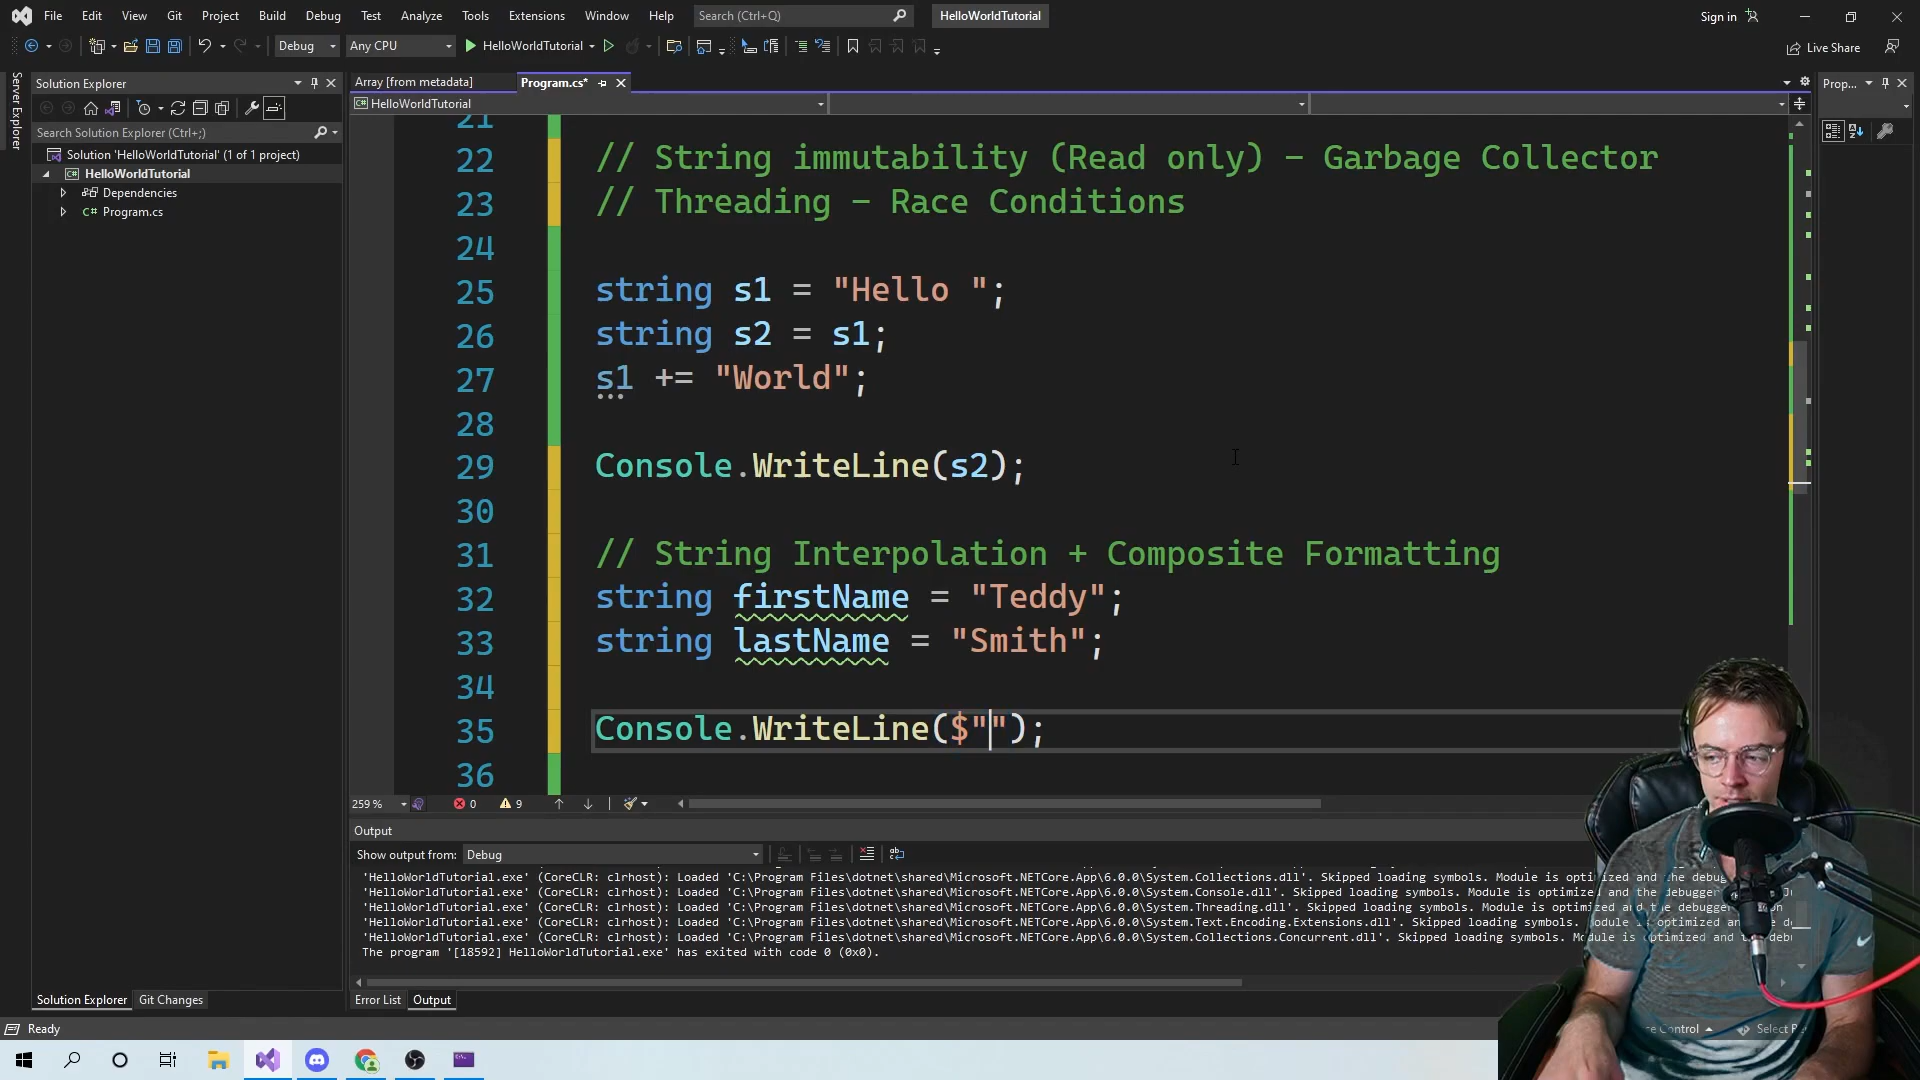 File Edit View Git Project Build Debug Test Analyze Tools Extensions Window Help Search (Ctrl+Q) HelloWorldTutorial Sign in
Debug Any CPU HelloWorldTutorial Live Share
Server Explorer
Solution Explorer
Search Solution Explorer (Ctrl+;)
Solution 'HelloWorldTutorial' (1 of 1 project)
HelloWorldTutorial
Dependencies
C# Program.cs
Array [from metadata] Program.cs*
HelloWorldTutorial
Prop...
21
22 // String immutability (Read only) - Garbage Collector
23 // Threading - Race Conditions
24
25 string s1 = "Hello ";
26 string s2 = s1;
27 s1 += "World";
28
29 Console.WriteLine(s2);
30
31 // String Interpolation + Composite Formatting
32 string firstName = "Teddy";
33 string lastName = "Smith";
34
35 Console.WriteLine($"");
36
259 % 0 9
Output
Show output from: Debug
'HelloWorldTutorial.exe' (CoreCLR: clrhost): Loaded 'C:\Program Files\dotnet\shared\Microsoft.NETCore.App\6.0.0\System.Collections.dll'. Skipped loading symbols. Module is
'HelloWorldTutorial.exe' (CoreCLR: clrhost): Loaded 'C:\Program Files\dotnet\shared\Microsoft.NETCore.App\6.0.0\System.Console.dll'. Skipped loading symbols. Module is
'HelloWorldTutorial.exe' (CoreCLR: clrhost): Loaded 'C:\Program Files\dotnet\shared\Microsoft.NETCore.App\6.0.0\System.Threading.dll'. Skipped loading symbols. Module is
'HelloWorldTutorial.exe' (CoreCLR: clrhost): Loaded 'C:\Program Files\dotnet\shared\Microsoft.NETCore.App\6.0.0\System.Text.Encoding.Extensions.dll'. Skipped loading symbols.
'HelloWorldTutorial.exe' (CoreCLR: clrhost): Loaded 'C:\Program Files\dotnet\shared\Microsoft.NETCore.App\6.0.0\System.Collections.Concurrent.dll'. Skipped loading symbols.
The program '[18592] HelloWorldTutorial.exe' has exited with code 0 (0x0).
Solution Explorer Git Changes Error List Output
Ready Control